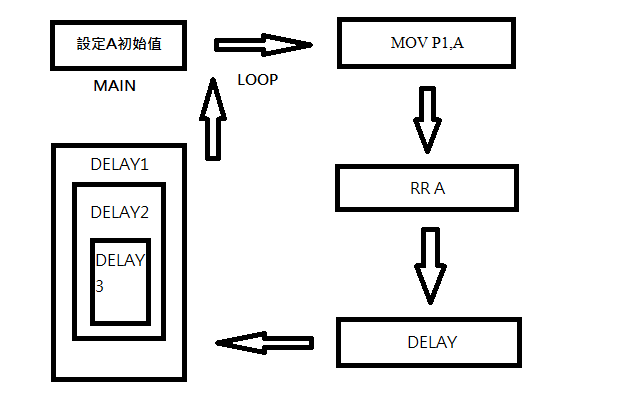 設定A初始值
MAIN
LOOP
MOV P1,A
RR A
DELAY
DELAY1
DELAY2
DELAY
3